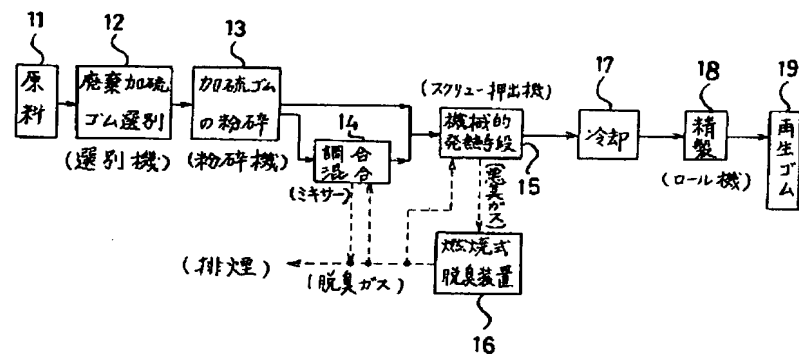 11
原
料
12
廃棄加硫
ゴム選別
(選別機)
13
加硫ゴム
の粉砕
(粉砕機)
14
調合
混合
(ミキサー)
(スクリュー押出機)
機械的
発熱手段
15
(悪臭ガス)
燃焼式
脱臭装置
16
(脱臭ガス)
(排煙)
17
冷却
18
精
製
(ロール機)
19
再
生
ゴ
ム